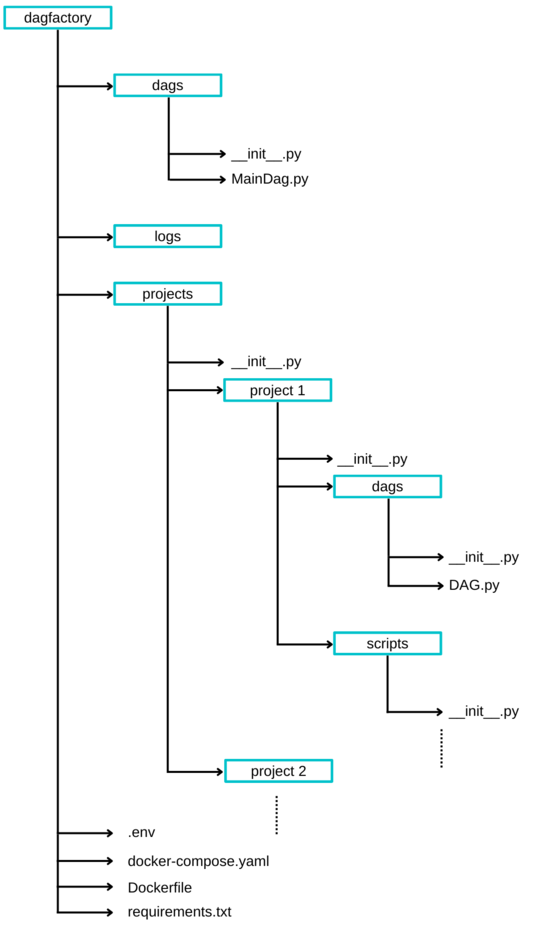 dagfactory
dags
__init__.py
MainDag.py
logs
projects
__init__.py
project 1
__init__.py
dags
__init__.py
DAG.py
scripts
__init__.py
project 2
.env
docker-compose.yaml
Dockerfile
requirements.txt